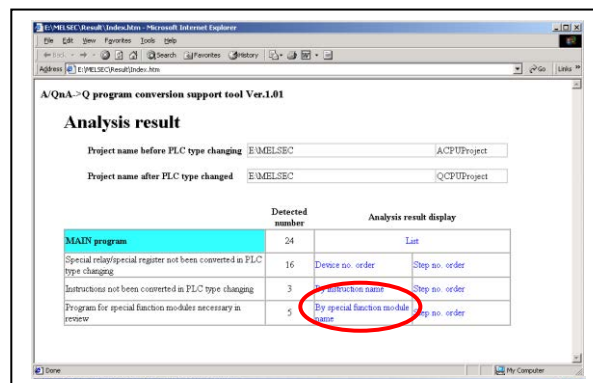 E:\MELSEC\Result\Index.htm - Microsoft Internet Explorer
File Edit View Favorites Tools Help
Search Favorites History
Address E:\MELSEC\Result\Index.htm Go Links »
A/QnA->Q program conversion support tool Ver.1.01
Analysis result
Project name before PLC type changing E:\MELSEC ACPUProject
Project name after PLC type changed E:\MELSEC QCPUProject
Detected number Analysis result display
MAIN program 24 List
Special relay/special register not been converted in PLC type changing 16 Device no. order Step no. order
Instructions not been converted in PLC type changing 3 By instruction name Step no. order
Program for special function modules necessary in review 5 By special function module name Step no. order
Done My Computer